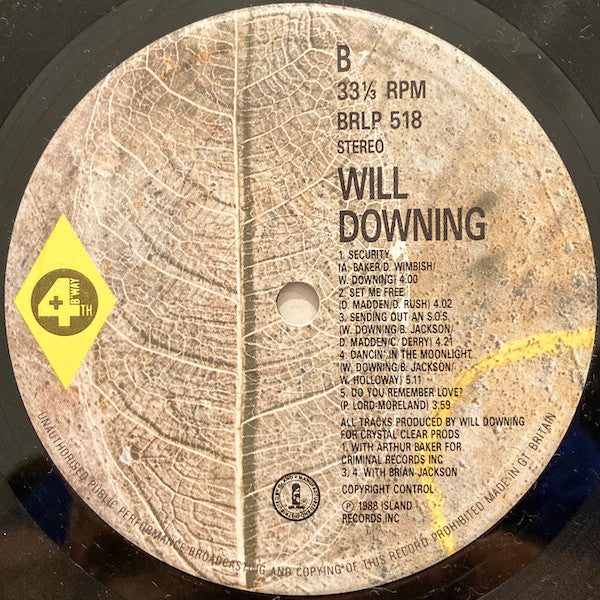 B
33⅓ RPM
BRLP 518
STEREO
WILL
DOWNING
1. SECURITY
(A. BAKER/D. WIMBISH/
W. DOWNING) 4.00
2. SET ME FREE
(D. MADDEN/D. RUSH) 4.02
3. SENDING OUT AN S.O.S.
(W. DOWNING/B. JACKSON/
D. MADDEN/C. DERRY) 4.21
4. DANCIN' IN THE MOONLIGHT
(W. DOWNING/B. JACKSON/
W. HOLLOWAY) 5.11
5. DO YOU REMEMBER LOVE?
(P. LORD-MORELAND) 3:59
ALL TRACKS PRODUCED BY WILL DOWNING
FOR CRYSTAL CLEAR PRODS
1. WITH ARTHUR BAKER FOR
CRIMINAL RECORDS INC
3, 4. WITH BRIAN JACKSON
COPYRIGHT CONTROL
℗ 1988 ISLAND
RECORDS, INC
4TH
B'WAY
UNAUTHORISED PUBLIC PERFORMANCE BROADCASTING AND COPYING OF THIS RECORD PROHIBITED MADE IN GT BRITAIN